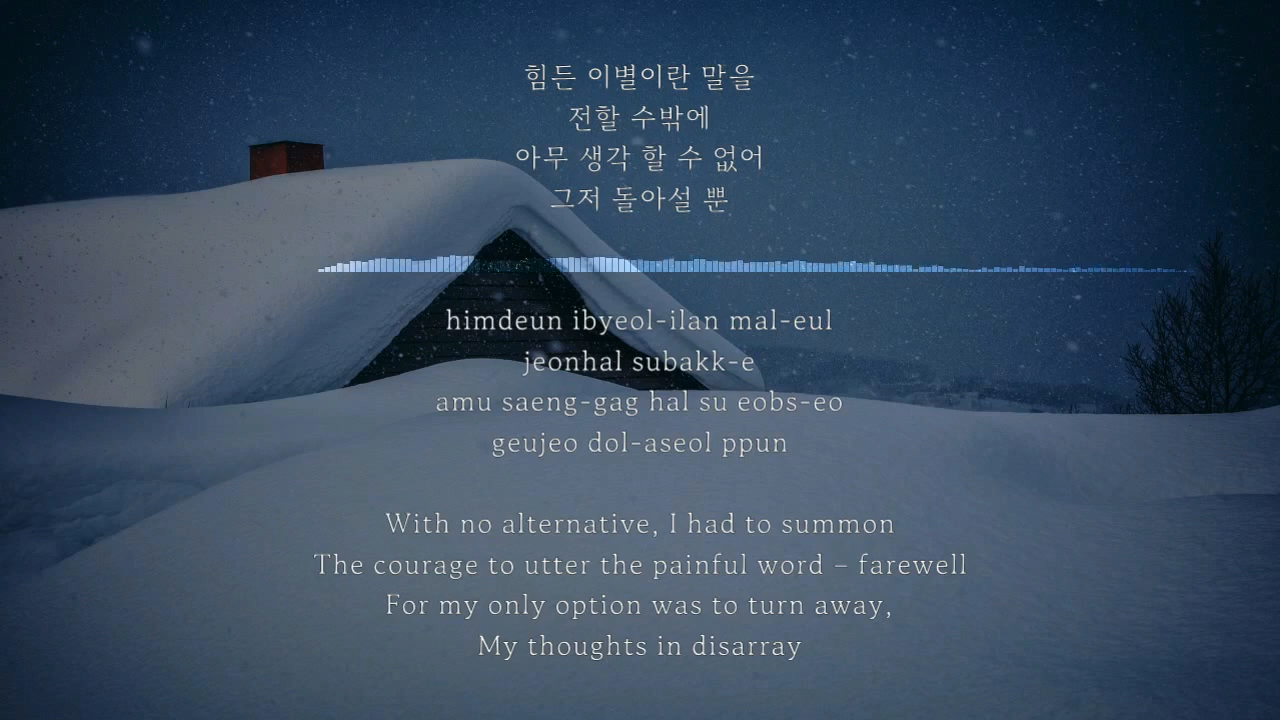 힘든 이별이란 말을
전할 수밖에
아무 생각 할 수 없어
그저 돌아설 뿐
himdeun ibyeol-ilan mal-eul
jeonhal subakk-e
amu saeng-gag hal su eobs-eo
geujeo dol-aseol ppun
With no alternative, I had to summon
The courage to utter the painful word – farewell
For my only option was to turn away,
My thoughts in disarray